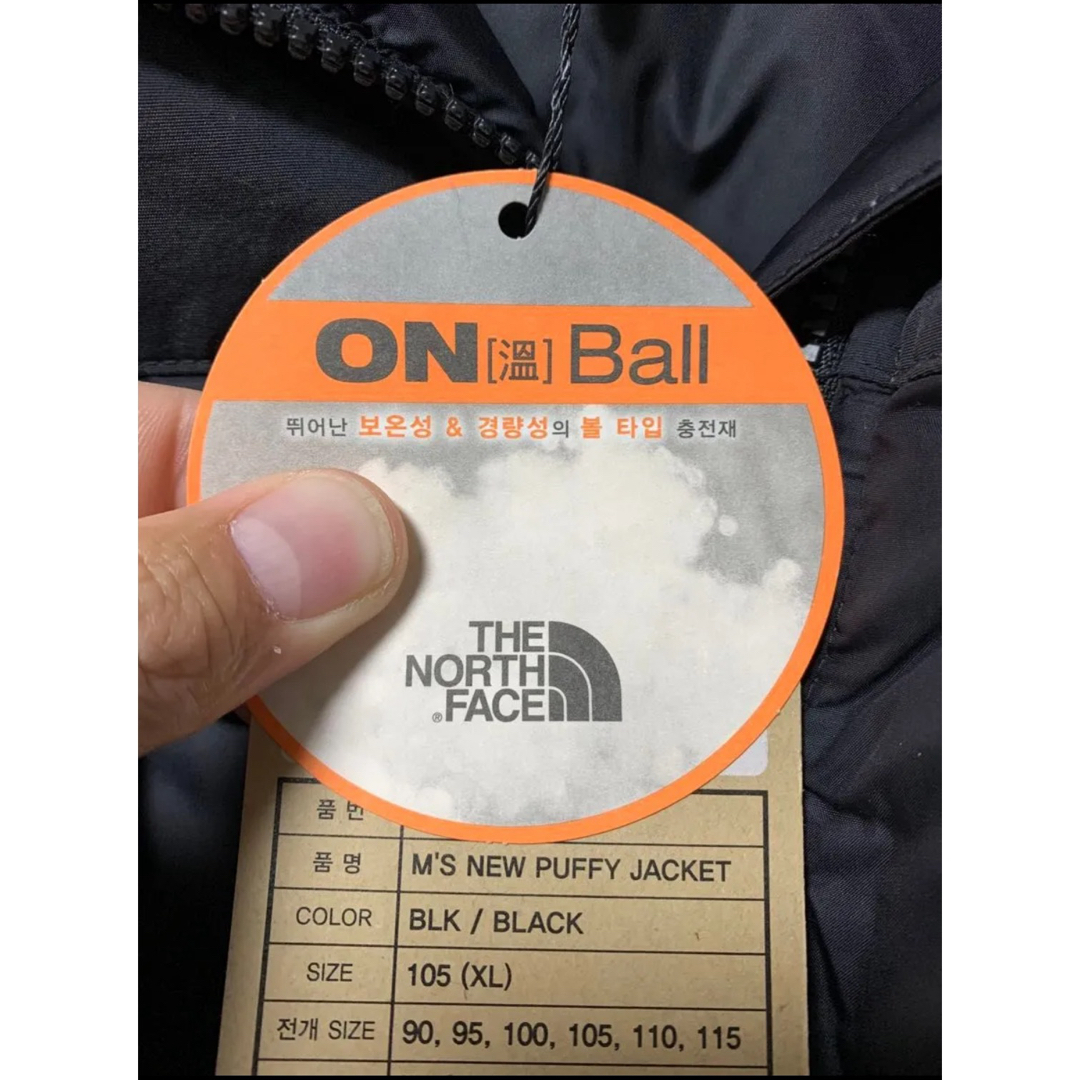 ON[溫] Ball
뛰어난 보온성 & 경량성의 볼 타입 충전재
THE
NORTH
®FACE
품 번
품 명 M'S NEW PUFFY JACKET
COLOR BLK / BLACK
SIZE 105 (XL)
전개 SIZE 90, 95, 100, 105, 110, 115